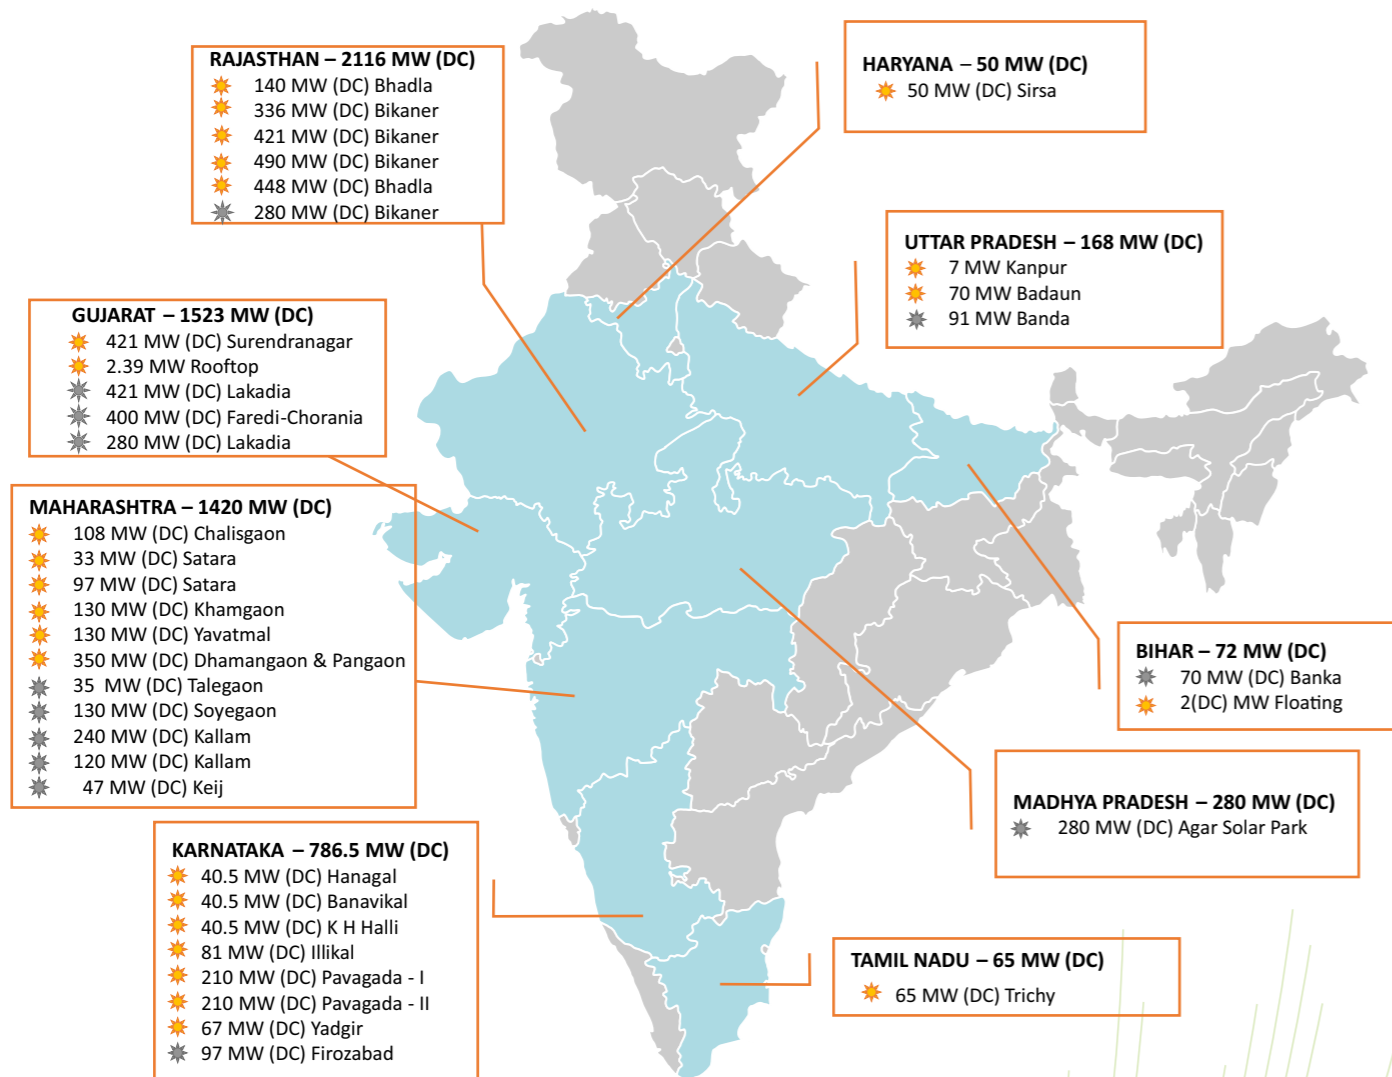 RAJASTHAN – 2116 MW (DC)
140 MW (DC) Bhadla
336 MW (DC) Bikaner
421 MW (DC) Bikaner
490 MW (DC) Bikaner
448 MW (DC) Bhadla
280 MW (DC) Bikaner
HARYANA – 50 MW (DC)
50 MW (DC) Sirsa
UTTAR PRADESH – 168 MW (DC)
7 MW Kanpur
70 MW Badaun
91 MW Banda
GUJARAT – 1523 MW (DC)
421 MW (DC) Surendranagar
2.39 MW Rooftop
421 MW (DC) Lakadia
400 MW (DC) Faredi-Chorania
280 MW (DC) Lakadia
MAHARASHTRA – 1420 MW (DC)
108 MW (DC) Chalisgaon
33 MW (DC) Satara
97 MW (DC) Satara
130 MW (DC) Khamgaon
130 MW (DC) Yavatmal
350 MW (DC) Dhamangaon & Pangaon
35 MW (DC) Talegaon
130 MW (DC) Soyegaon
240 MW (DC) Kallam
120 MW (DC) Kallam
47 MW (DC) Keij
BIHAR – 72 MW (DC)
70 MW (DC) Banka
2(DC) MW Floating
MADHYA PRADESH – 280 MW (DC)
280 MW (DC) Agar Solar Park
KARNATAKA – 786.5 MW (DC)
40.5 MW (DC) Hanagal
40.5 MW (DC) Banavikal
40.5 MW (DC) K H Halli
81 MW (DC) Illikal
210 MW (DC) Pavagada - I
210 MW (DC) Pavagada - II
67 MW (DC) Yadgir
97 MW (DC) Firozabad
TAMIL NADU – 65 MW (DC)
65 MW (DC) Trichy